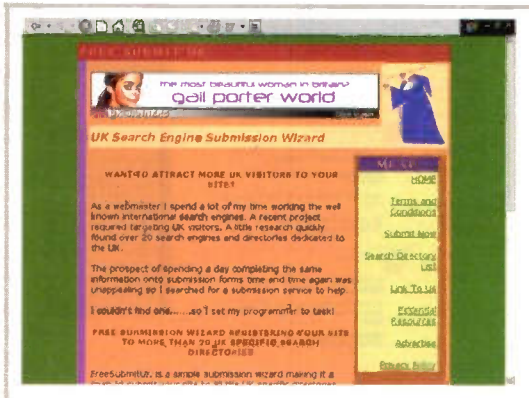 FREE SUBMIT UK
the most beautiful woman in britain?
gail porter world
UK Search Engine Submission Wizard
WANT TO ATTRACT MORE UK VISITORS TO YOUR
SITE?
As a webmaster I spend a lot of my time working the well
known international search engines. A recent project
required targeting UK visitors. A little research quickly
found over 20 search engines and directories dedicated to
the UK.
The prospect of spending a day completing the same
information onto submission forms time and time again was
unappealing so I searched for a submission service to help.
I couldn't find one.......so I set my programmer to task!
FREE SUBMISSION WIZARD REGISTERING YOUR SITE
TO MORE THAN 20 UK SPECIFIC SEARCH
DIRECTORIES
FreeSubmitUK is a simple submission wizard making it a
HOME
Terms and
Conditions
Submit Now
Search Directory
List
Link To Us
Resources
Advertise
Privacy Policy